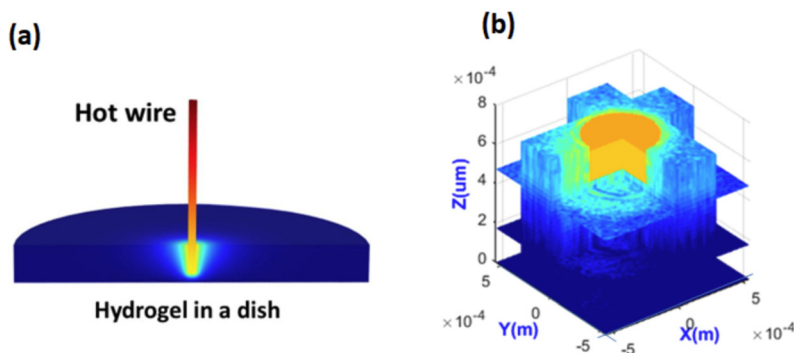 (a)
Hot wire
Hydrogel in a dish
(b)
× 10⁻⁴
8
6
4
2
0
Z(um)
5
0
-5
× 10⁻⁴
Y(m)
-5
0
5
X(m)
× 10⁻⁴